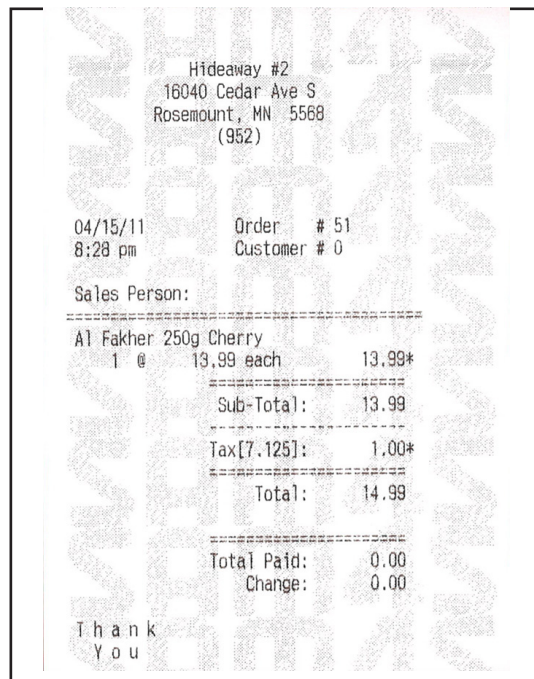 Hideaway #2
16040 Cedar Ave S
Rosemount, MN 5568
(952)
04/15/11 Order # 51
8:28 pm Customer # 0
Sales Person:
Al Fakher 250g Cherry
1 @ 13.99 each 13.99*
Sub-Total: 13.99
Tax[7.125]: 1.00*
Total: 14.99
Total Paid: 0.00
Change: 0.00
Thank
You